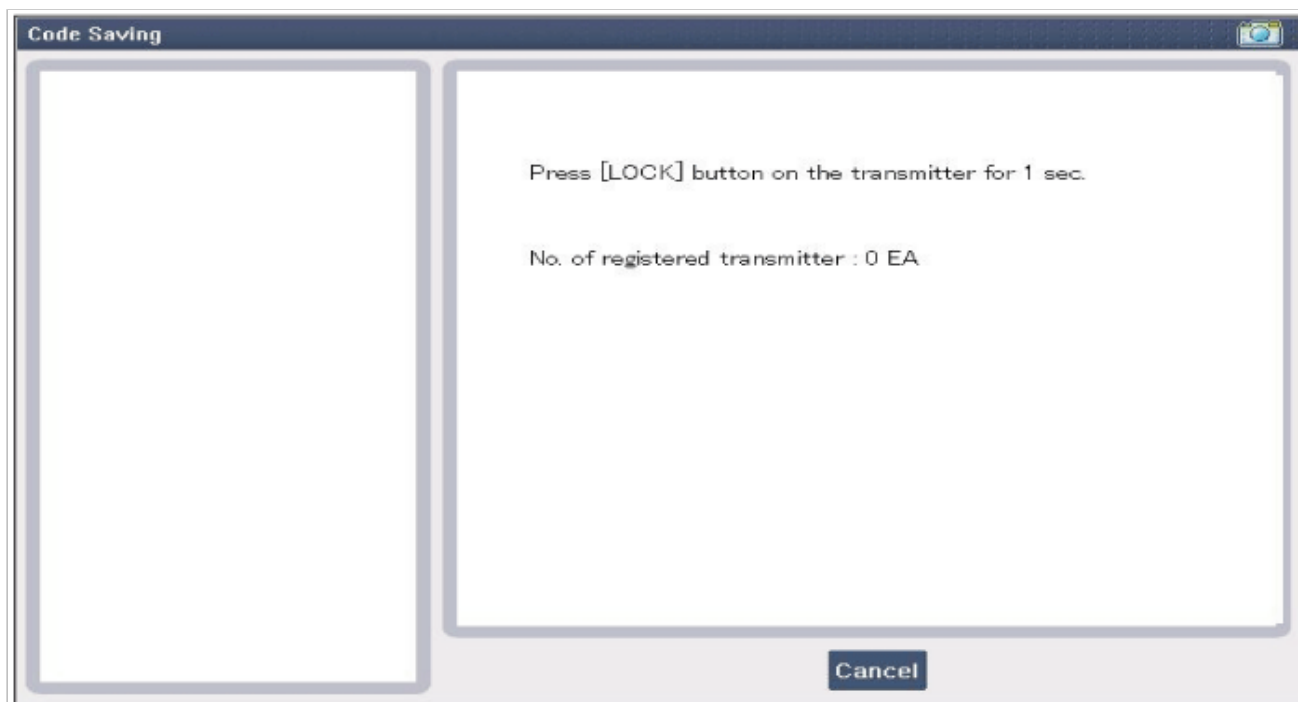 Code Saving
Press [LOCK] button on the transmitter for 1 sec.
No. of registered transmitter : 0 EA
Cancel